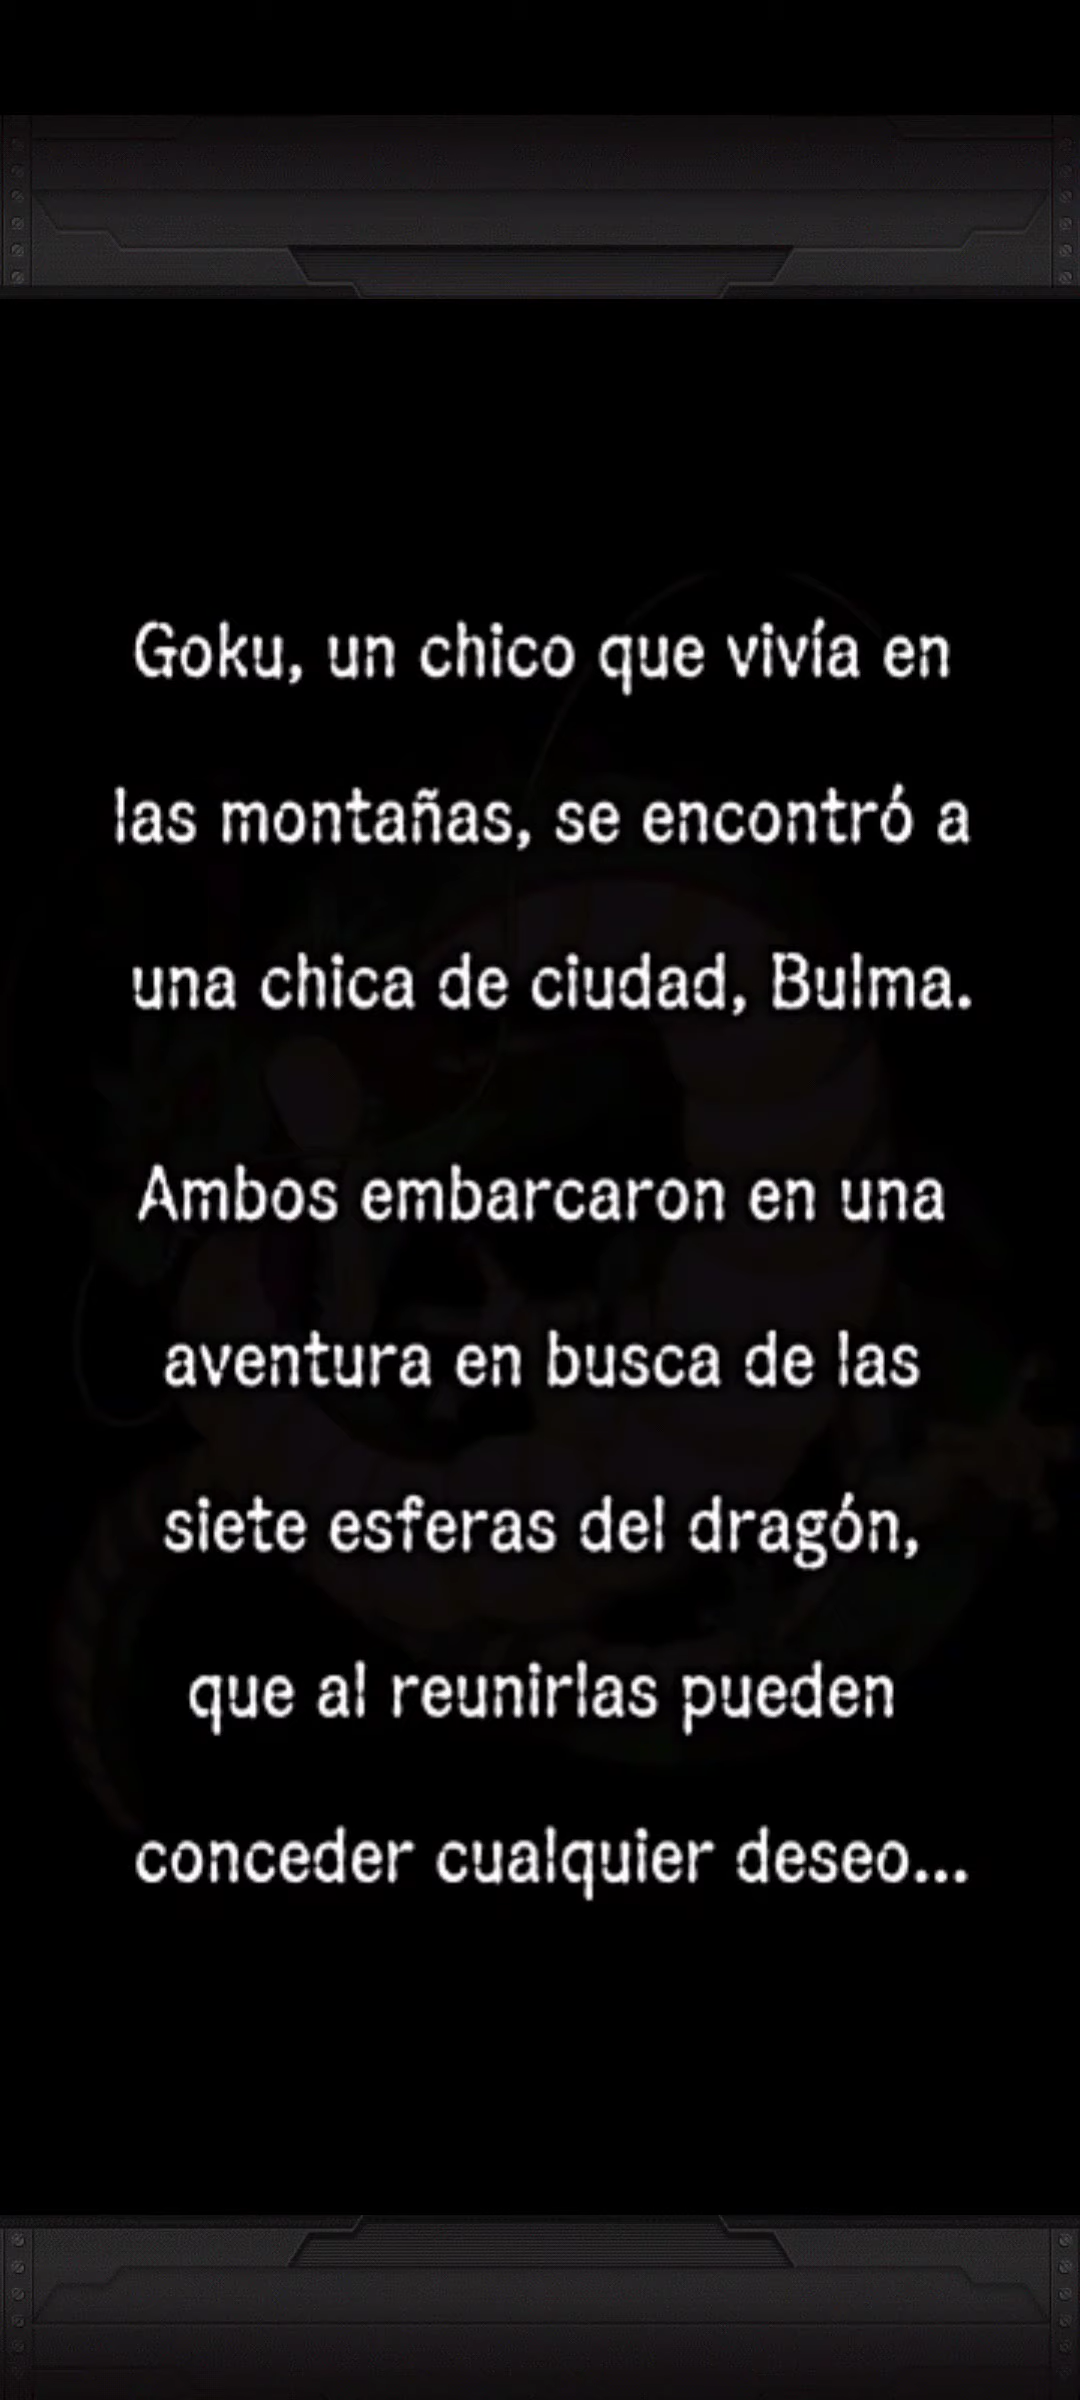 Goku, un chico que vivía en
las montañas, se encontró a
una chica de ciudad, Bulma.
Ambos embarcaron en una
aventura en busca de las
siete esferas del dragón,
que al reunirlas pueden
conceder cualquier deseo...